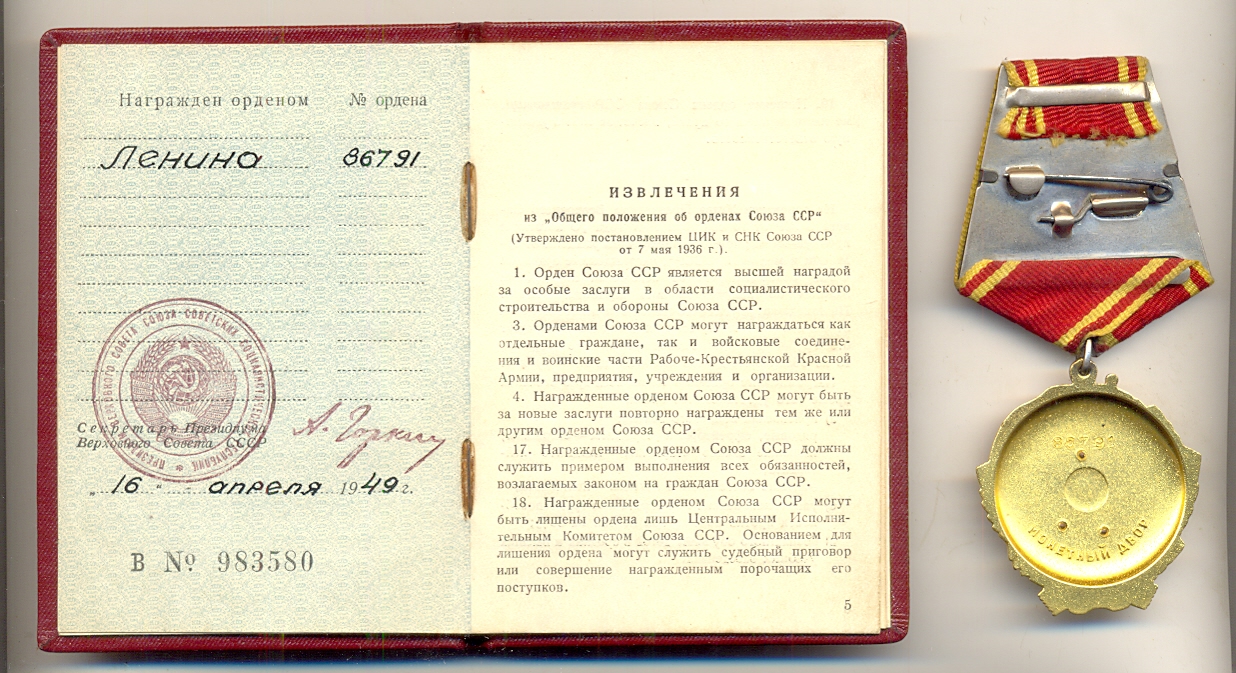 Награжден орденом № ордена
Ленина 86791
ПРЕЗИДИУМ ВЕРХОВНОГО СОВЕТА СОЮЗА СОВЕТСКИХ СОЦИАЛИСТИЧЕСКИХ РЕСПУБЛИК
Секретарь Президиума
Верховного Совета СССР
А. Горкин
„ 16 “ апреля 1949 г.
В № 983580
ИЗВЛЕЧЕНИЯ
из „Общего положения об орденах Союза ССР“
(Утверждено постановлением ЦИК и СНК Союза ССР
от 7 мая 1936 г.).
1. Орден Союза ССР является высшей наградой
за особые заслуги в области социалистического
строительства и обороны Союза ССР.
3. Орденами Союза ССР могут награждаться как
отдельные граждане, так и войсковые соедине-
ния и воинские части Рабоче-Крестьянской Красной
Армии, предприятия, учреждения и организации.
4. Награжденные орденом Союза ССР могут быть
за новые заслуги повторно награждены тем же или
другим орденом Союза ССР.
17. Награжденные орденом Союза ССР должны
служить примером выполнения всех обязанностей,
возлагаемых законом на граждан Союза ССР.
18. Награжденные орденом Союза ССР могут
быть лишены ордена лишь Центральным Исполни-
тельным Комитетом Союза ССР. Основанием для
лишения ордена могут служить судебный приговор
или совершение награжденным порочащих его
поступков.
5
86791
МОНЕТНЫЙ ДВОР